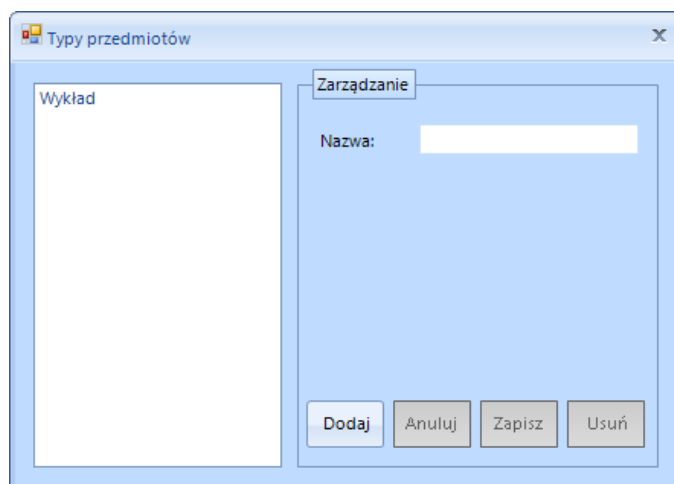 Typy przedmiotów
Wykład
Zarządzanie
Nazwa:
Dodaj Anuluj Zapisz Usuń